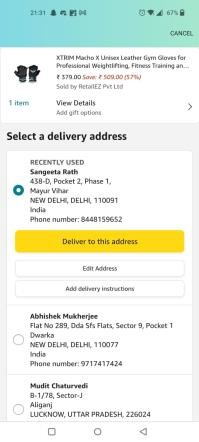 21:31
67%
CANCEL
XTRIM Macho X Unisex Leather Gym Gloves for
Professional Weightlifting, Fitness Training an...
₹ 379.00 Save: ₹ 509.00 (57%)
Sold by RetailEZ Pvt Ltd
1 item
View Details
Add gift options
Select a delivery address
RECENTLY USED
Sangeeta Rath
438-D, Pocket 2, Phase 1,
Mayur Vihar
NEW DELHI, DELHI, 110091
India
Phone number: 8448159652
Deliver to this address
Edit Address
Add delivery instructions
Abhishek Mukherjee
Flat No 289, Dda Sfs Flats, Sector 9, Pocket 1
Dwarka
NEW DELHI, DELHI, 110077
India
Phone number: 9717417424
Mudit Chaturvedi
B-1/78, Sector-J
Aliganj
LUCKNOW, UTTAR PRADESH, 226024